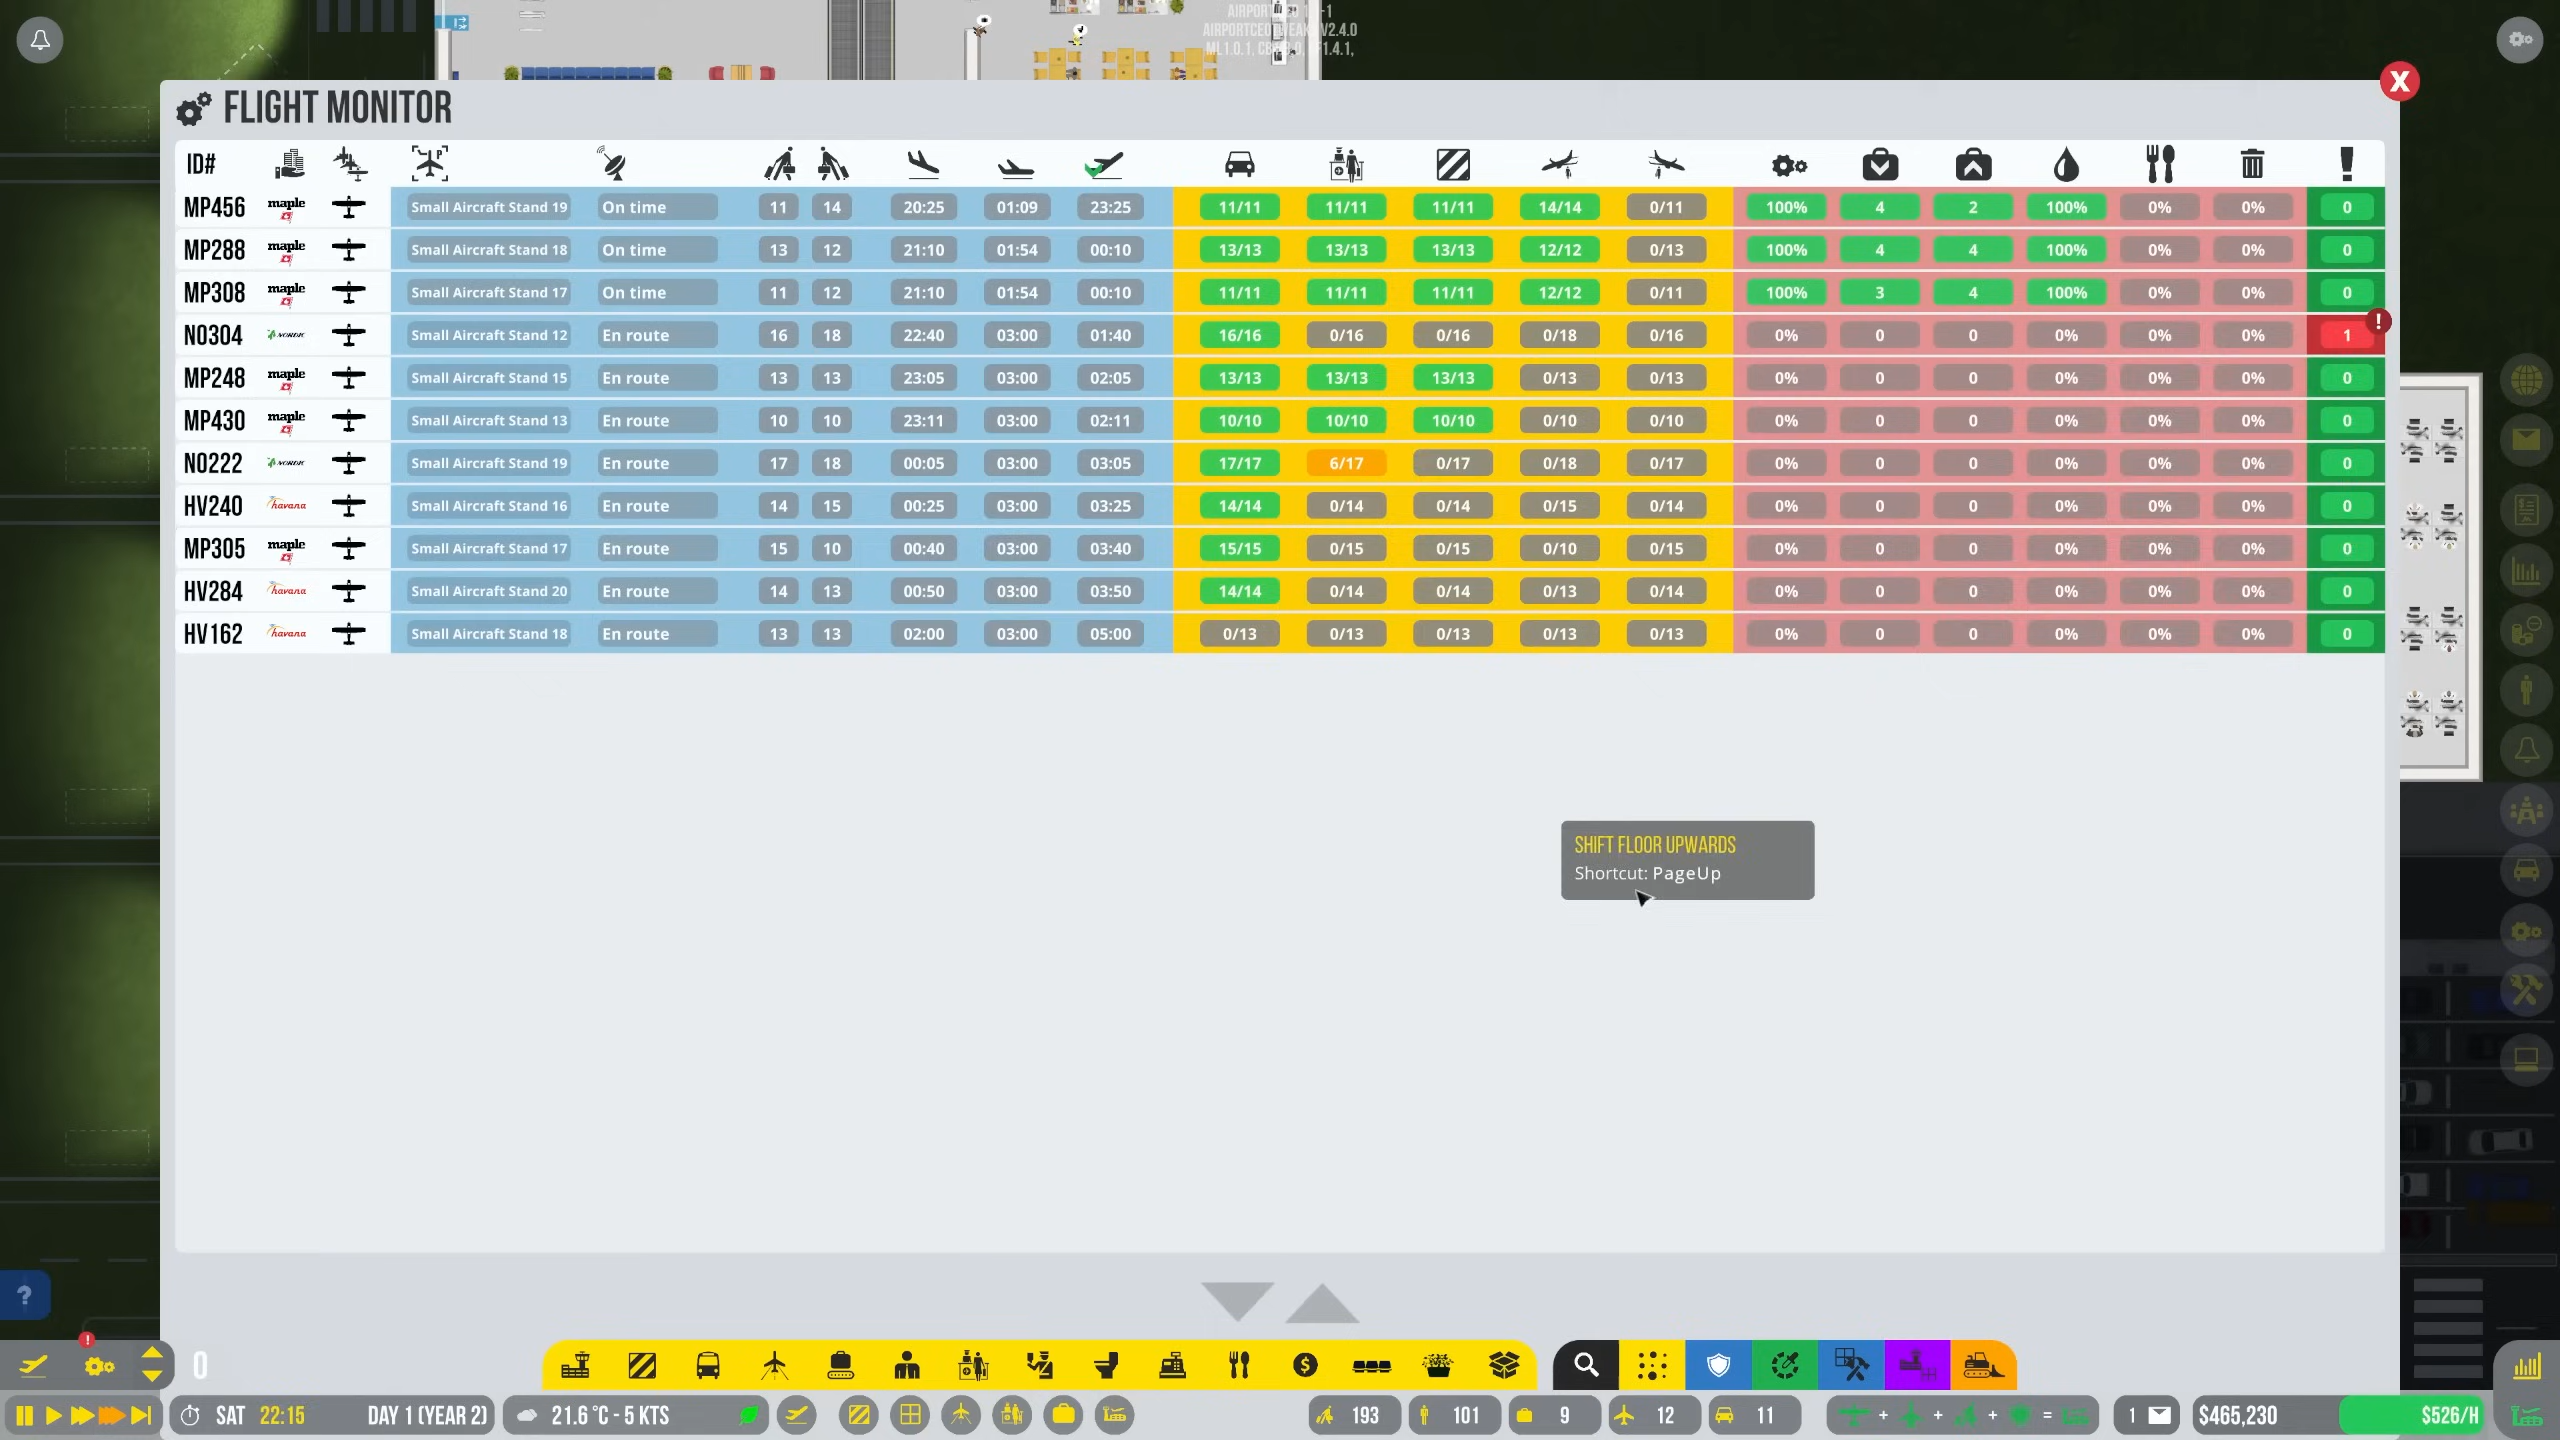 FLIGHT MONITOR
ID#
MP456 maple Small Aircraft Stand 19 On time 11 14 20:25 01:09 23:25 11/11 11/11 11/11 14/14 0/11 100% 4 2 100% 0% 0% 0
MP288 maple Small Aircraft Stand 18 On time 13 12 21:10 01:54 00:10 13/13 13/13 13/13 12/12 0/13 100% 4 4 100% 0% 0% 0
MP308 maple Small Aircraft Stand 17 On time 11 12 21:10 01:54 00:10 11/11 11/11 11/11 12/12 0/11 100% 3 4 100% 0% 0% 0
NO304 NORDIC Small Aircraft Stand 12 En route 16 18 22:40 03:00 01:40 16/16 0/16 0/16 0/18 0/16 0% 0 0 0% 0% 0% 1 !
MP248 maple Small Aircraft Stand 15 En route 13 13 23:05 03:00 02:05 13/13 13/13 13/13 0/13 0/13 0% 0 0 0% 0% 0% 0
MP430 maple Small Aircraft Stand 13 En route 10 10 23:11 03:00 02:11 10/10 10/10 10/10 0/10 0/10 0% 0 0 0% 0% 0% 0
NO222 NORDIC Small Aircraft Stand 19 En route 17 18 00:05 03:00 03:05 17/17 6/17 0/17 0/18 0/17 0% 0 0 0% 0% 0% 0
HV240 havana Small Aircraft Stand 16 En route 14 15 00:25 03:00 03:25 14/14 0/14 0/14 0/15 0/14 0% 0 0 0% 0% 0% 0
MP305 maple Small Aircraft Stand 17 En route 15 10 00:40 03:00 03:40 15/15 0/15 0/15 0/10 0/15 0% 0 0 0% 0% 0% 0
HV284 havana Small Aircraft Stand 20 En route 14 13 00:50 03:00 03:50 14/14 0/14 0/14 0/13 0/14 0% 0 0 0% 0% 0% 0
HV162 havana Small Aircraft Stand 18 En route 13 13 02:00 03:00 05:00 0/13 0/13 0/13 0/13 0/13 0% 0 0 0% 0% 0% 0
SHIFT FLOOR UPWARDS
Shortcut: PageUp
?
0
SAT 22:15 DAY 1 (YEAR 2) 21.6 °C - 5 KTS 193 101 9 12 11 + + + = 1 $465,230 $526/H